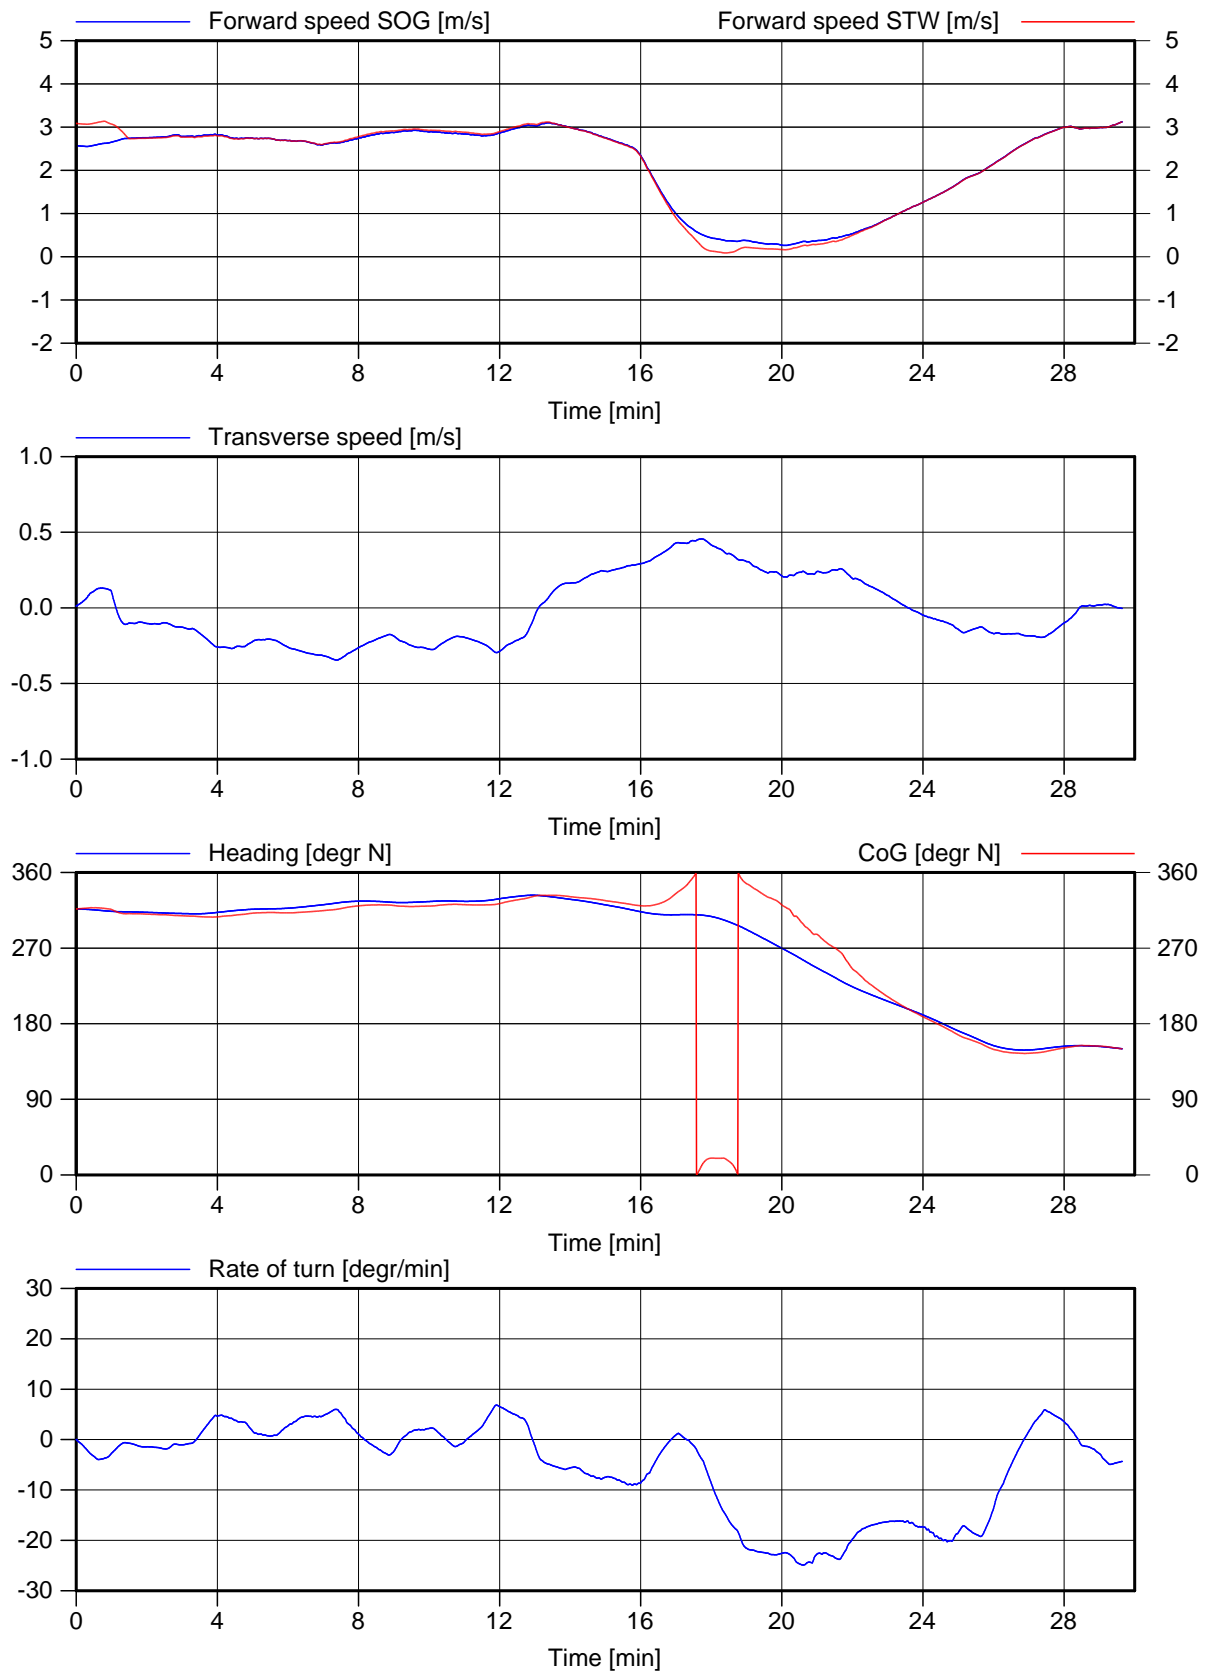 Forward speed SOG [m/s] Forward speed STW [m/s]
5 5
4 4
3 3
2 2
1 1
0 0
-1 -1
-2 -2
0 4 8 12 16 20 24 28
Time [min]
Transverse speed [m/s]
1.0
0.5
0.0
-0.5
-1.0
0 4 8 12 16 20 24 28
Time [min]
Heading [degr N] CoG [degr N]
360 360
270 270
180 180
90 90
0 0
0 4 8 12 16 20 24 28
Time [min]
Rate of turn [degr/min]
30
20
10
0
-10
-20
-30
0 4 8 12 16 20 24 28
Time [min]